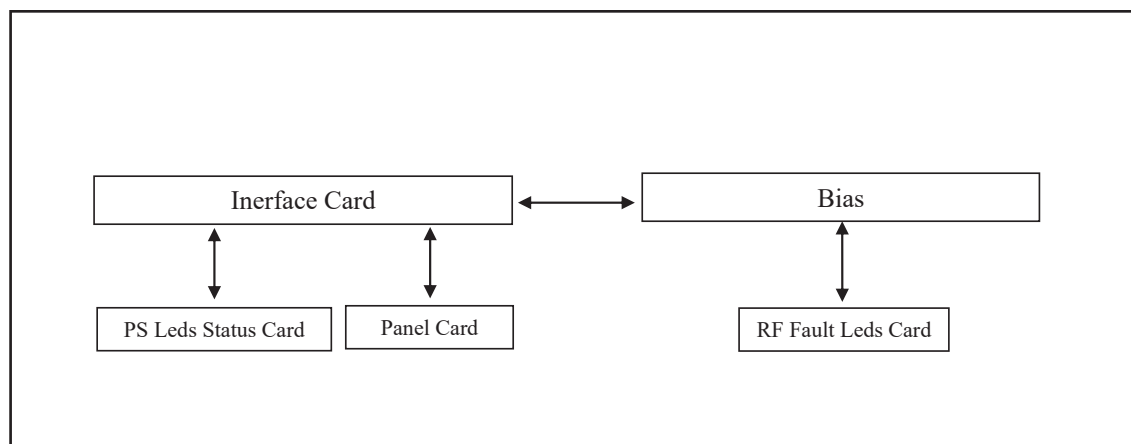 Inerface Card
Bias
PS Leds Status Card
Panel Card
RF Fault Leds Card